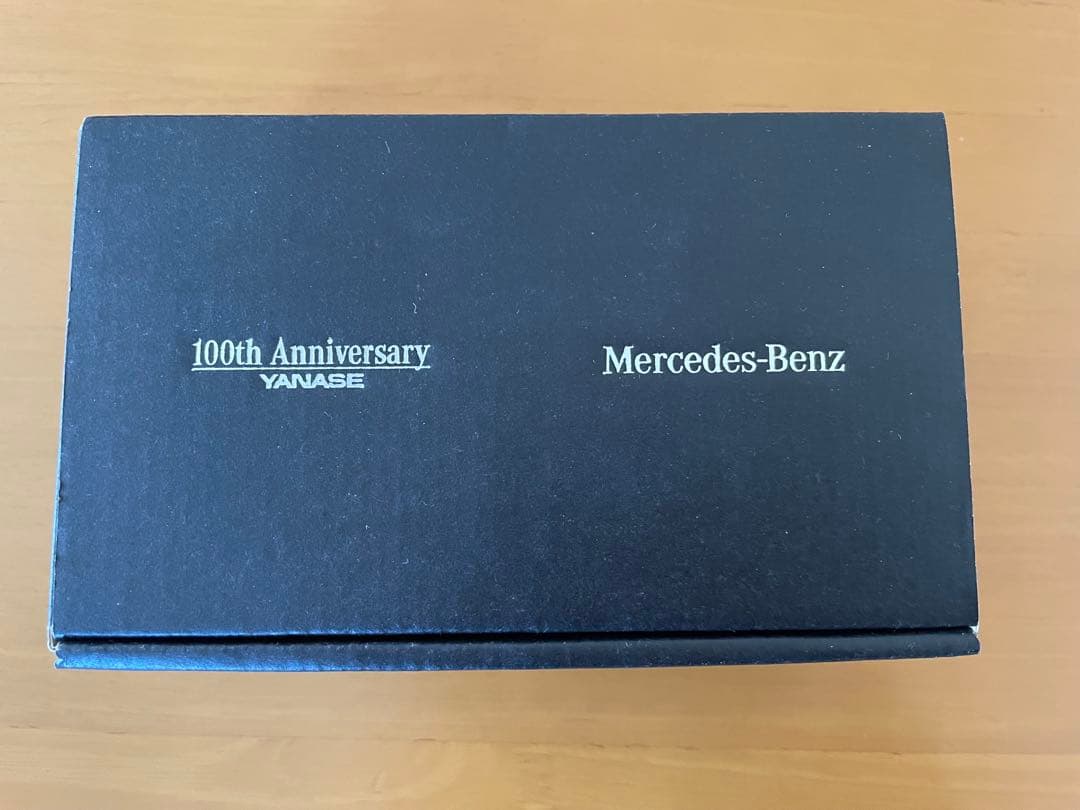 100th Anniversary
YANASE
Mercedes-Benz